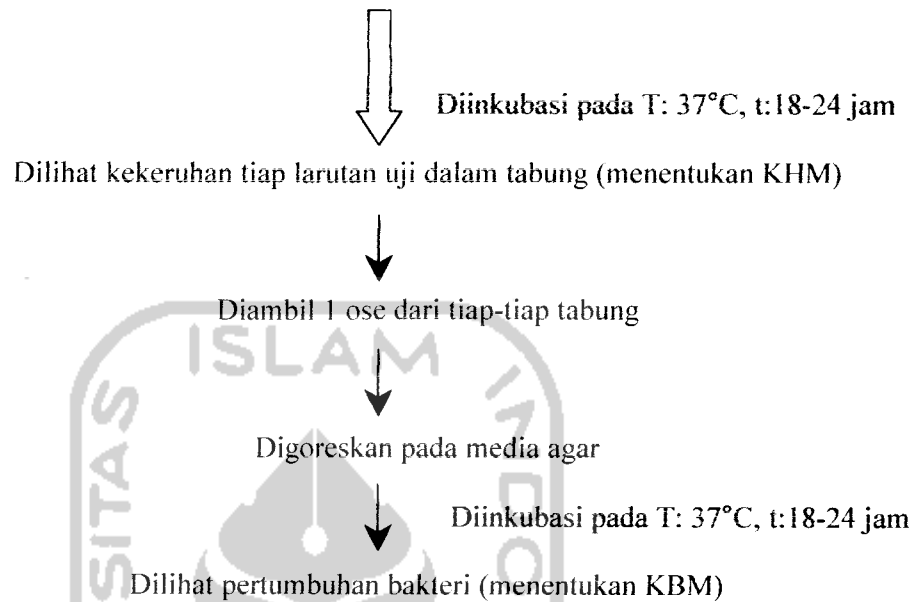 Diinkubasi pada T: 37°C, t:18-24 jam
Dilihat kekeruhan tiap larutan uji dalam tabung (menentukan KHM)
Diambil 1 ose dari tiap-tiap tabung
ISLAM
Digoreskan pada media agar
Diinkubasi pada T: 37°C, t:18-24 jam
Dilihat pertumbuhan bakteri (menentukan KBM)